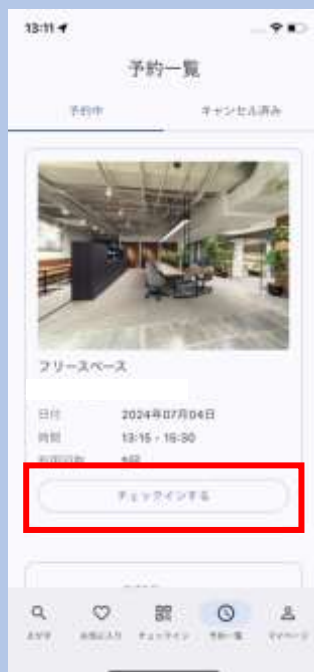 13:11
予約一覧
予約中 キャンセル済み
フリースペース
日付 2024年07月04日
時間 13:15 - 15:30
チェックインする
さがす お気に入り チェックイン 予約一覧 マイページ